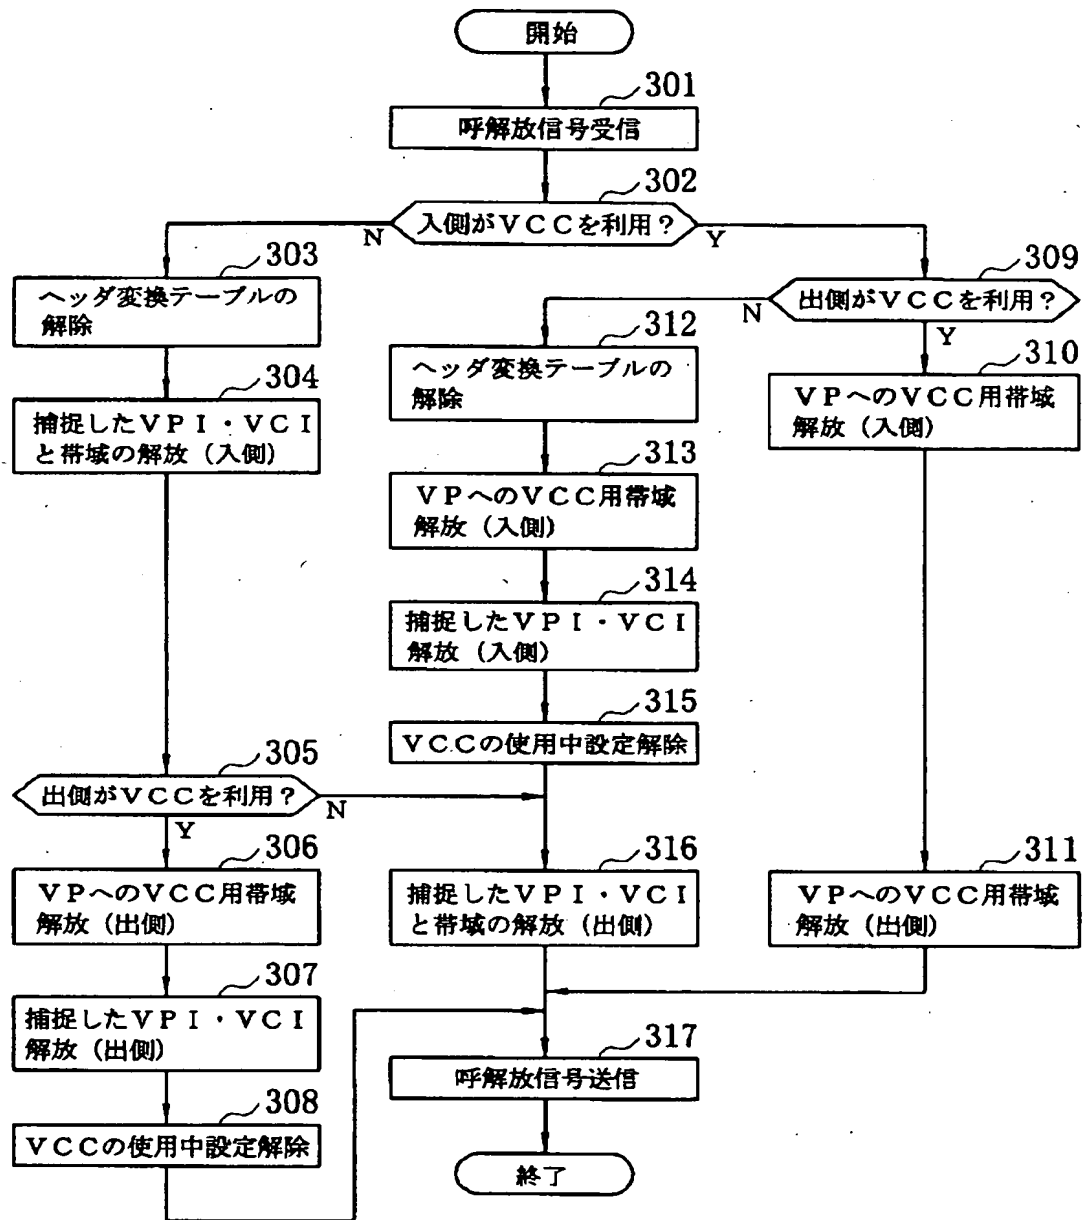 開始
301
呼解放信号受信
302
入側がVCCを利用?
N
Y
303
ヘッダ変換テーブルの
解除
304
捕捉したVPI・VCI
と帯域の解放(入側)
305
出側がVCCを利用?
N
Y
306
VPへのVCC用帯域
解放(出側)
307
捕捉したVPI・VCI
解放(出側)
308
VCCの使用中設定解除
309
出側がVCCを利用?
N
Y
312
ヘッダ変換テーブルの
解除
313
VPへのVCC用帯域
解放(入側)
314
捕捉したVPI・VCI
解放(入側)
315
VCCの使用中設定解除
316
捕捉したVPI・VCI
と帯域の解放(出側)
310
VPへのVCC用帯域
解放(入側)
311
VPへのVCC用帯域
解放(出側)
317
呼解放信号送信
終了